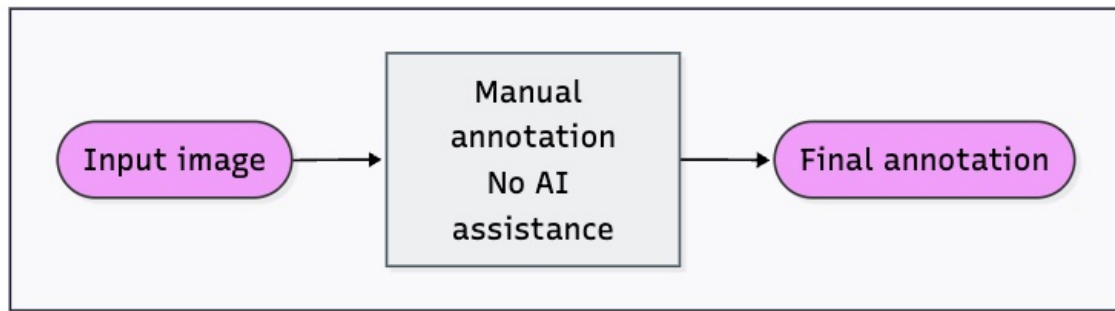 Input image
Manual
annotation
No AI
assistance
Final annotation